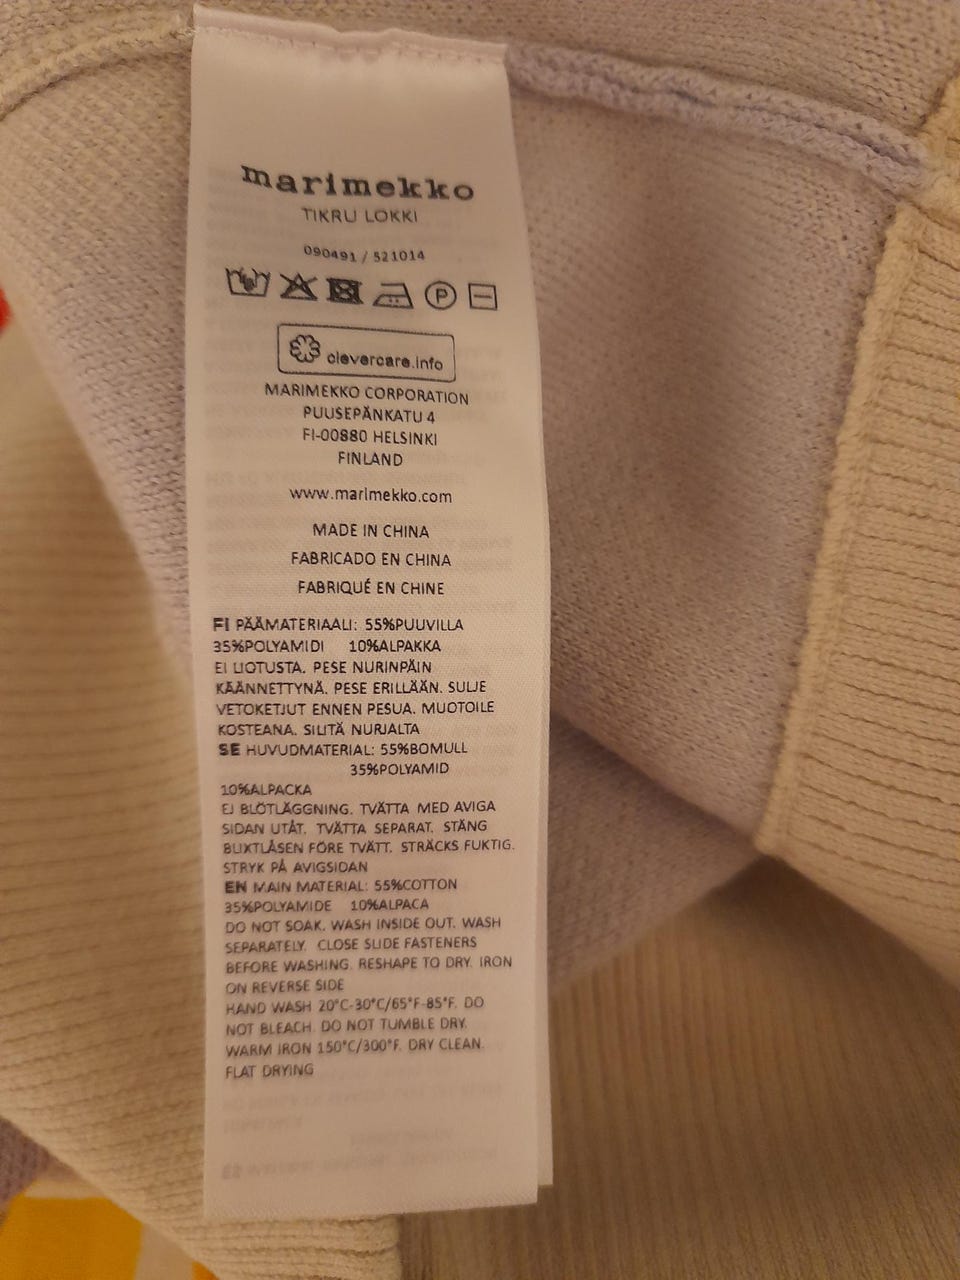 marimekko
TIKRU LOKKI
090491 / 521014
P
clevercare.info
MARIMEKKO CORPORATION
PUUSEPÄNKATU 4
FI-00880 HELSINKI
FINLAND
www.marimekko.com
MADE IN CHINA
FABRICADO EN CHINA
FABRIQUÉ EN CHINE
FI PÄÄMATERIAALI: 55%PUUVILLA
35%POLYAMIDI 10%ALPAKKA
EI LIOTUSTA. PESE NURINPÄIN
KÄÄNNETTYNÄ. PESE ERILLÄÄN. SULJE
VETOKETJUT ENNEN PESUA. MUOTOILE
KOSTEANA. SILITÄ NURJALTA
SE HUVUDMATERIAL: 55%BOMULL
35%POLYAMID
10%ALPACKA
EJ BLÖTLÄGGNING. TVÄTTA MED AVIGA
SIDAN UTÅT. TVÄTTA SEPARAT. STÄNG
BLIXTLÅSEN FÖRE TVÄTT. STRÄCKS FUKTIG.
STRYK PÅ AVIGSIDAN
EN MAIN MATERIAL: 55%COTTON
35%POLYAMIDE 10%ALPACA
DO NOT SOAK. WASH INSIDE OUT. WASH
SEPARATELY. CLOSE SLIDE FASTENERS
BEFORE WASHING. RESHAPE TO DRY. IRON
ON REVERSE SIDE
HAND WASH 20°C-30°C/65°F-85°F. DO
NOT BLEACH. DO NOT TUMBLE DRY.
WARM IRON 150°C/300°F. DRY CLEAN.
FLAT DRYING